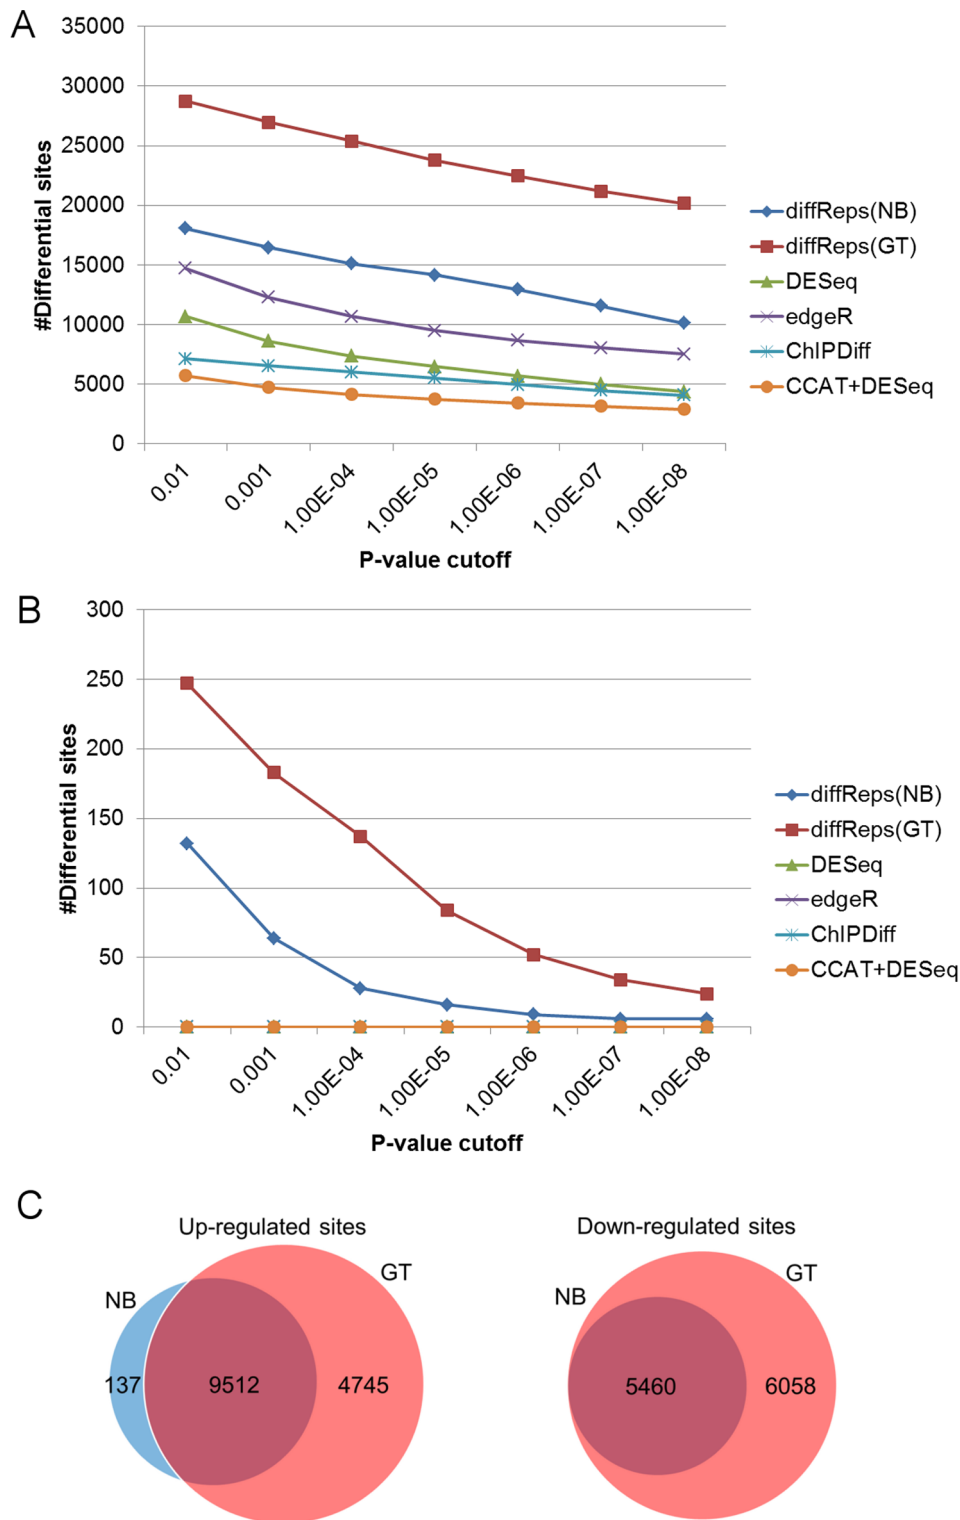 A
35000
30000
25000
20000
15000
10000
5000
0
#Differential sites
0.01
0.001
1.00E-04
1.00E-05
1.00E-06
1.00E-07
1.00E-08
P-value cutoff
diffReps(NB)
diffReps(GT)
DESeq
edgeR
ChIPDiff
CCAT+DESeq
B
300
250
200
150
100
50
0
#Differential sites
0.01
0.001
1.00E-04
1.00E-05
1.00E-06
1.00E-07
1.00E-08
P-value cutoff
diffReps(NB)
diffReps(GT)
DESeq
edgeR
ChIPDiff
CCAT+DESeq
C
Up-regulated sites
NB
GT
137
9512
4745
Down-regulated sites
NB
GT
5460
6058